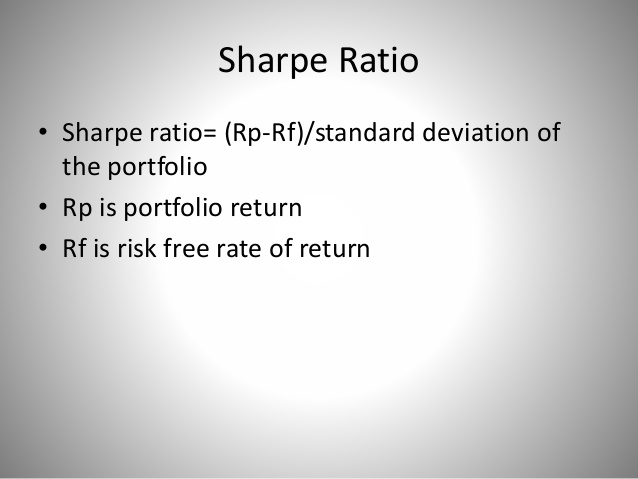 Sharpe Ratio
• Sharpe ratio= (Rp-Rf)/standard deviation of
the portfolio
• Rp is portfolio return
• Rf is risk free rate of return